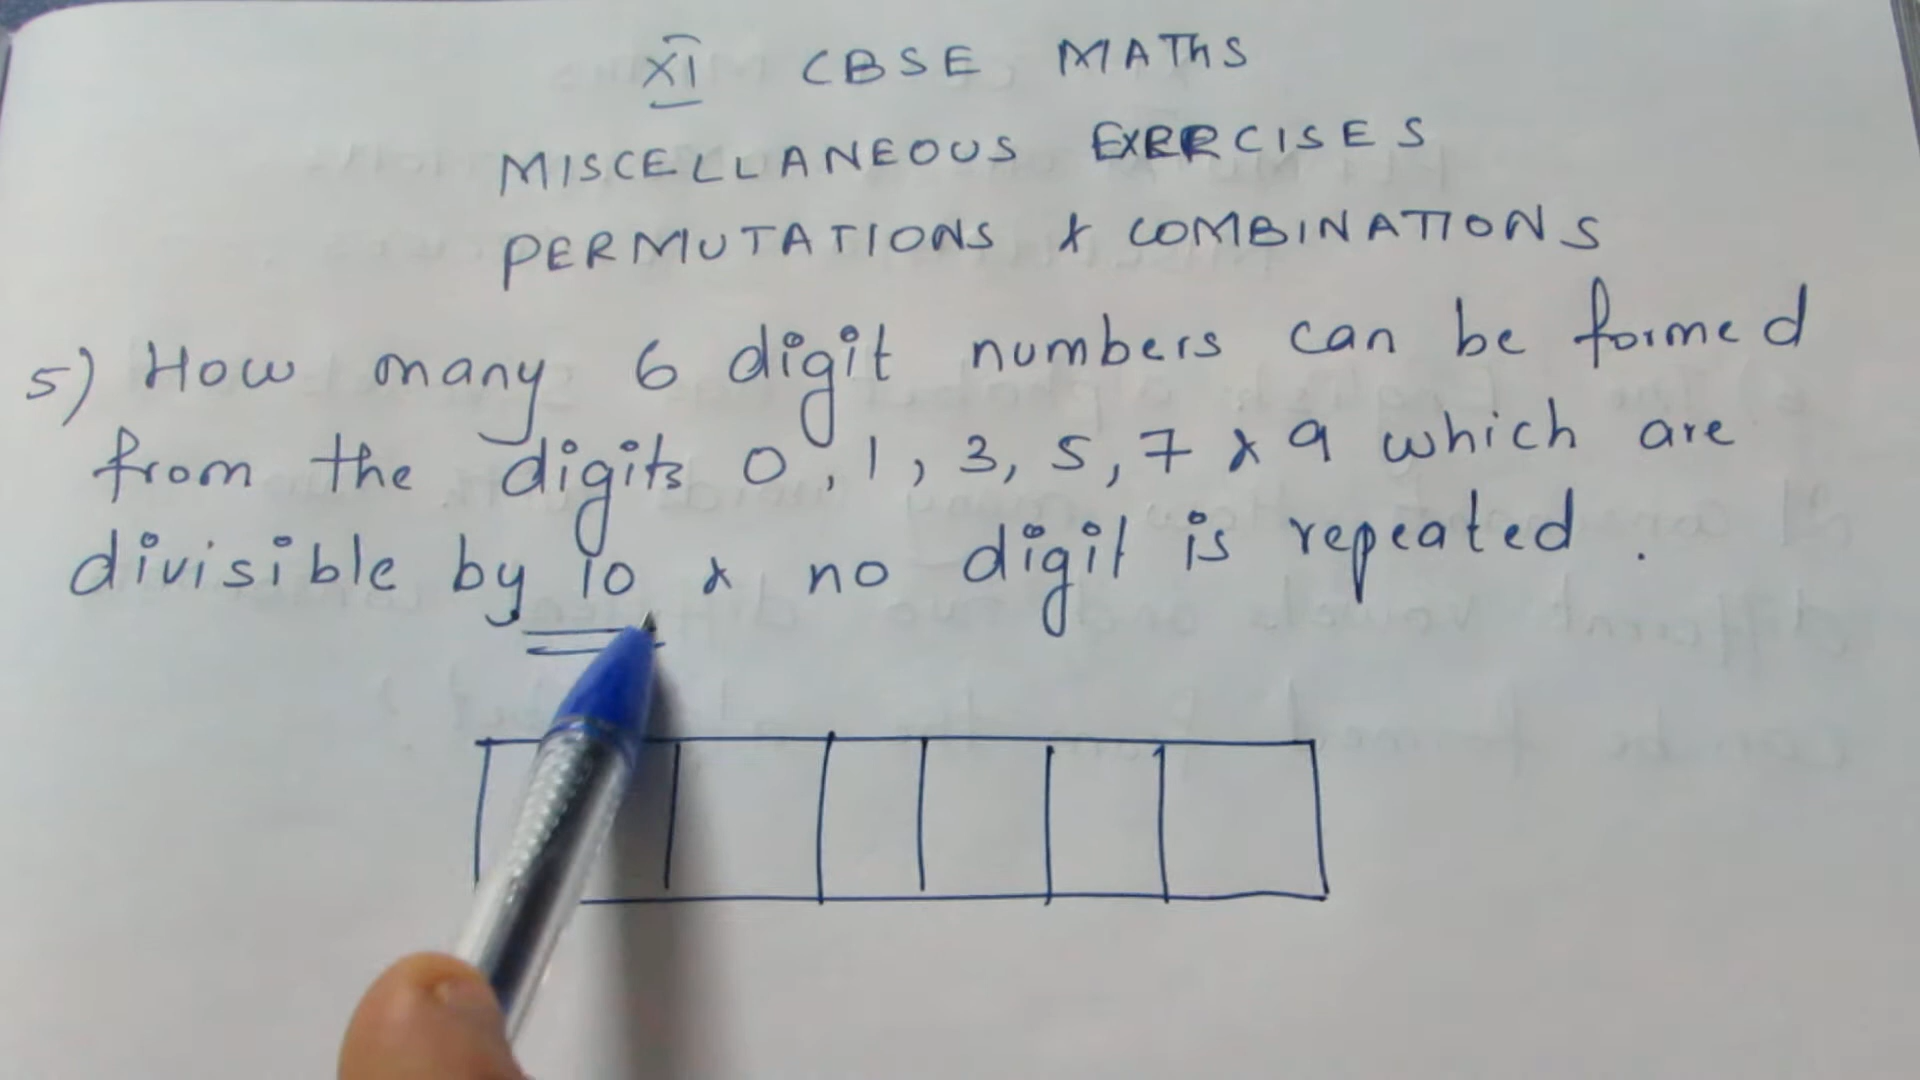 XI CBSE MATHS
MISCELLANEOUS EXERCISES
PERMUTATIONS & COMBINATIONS
5) How many 6 digit numbers can be formed
from the digits 0, 1, 3, 5, 7 & 9 which are
divisible by 10 & no digit is repeated.